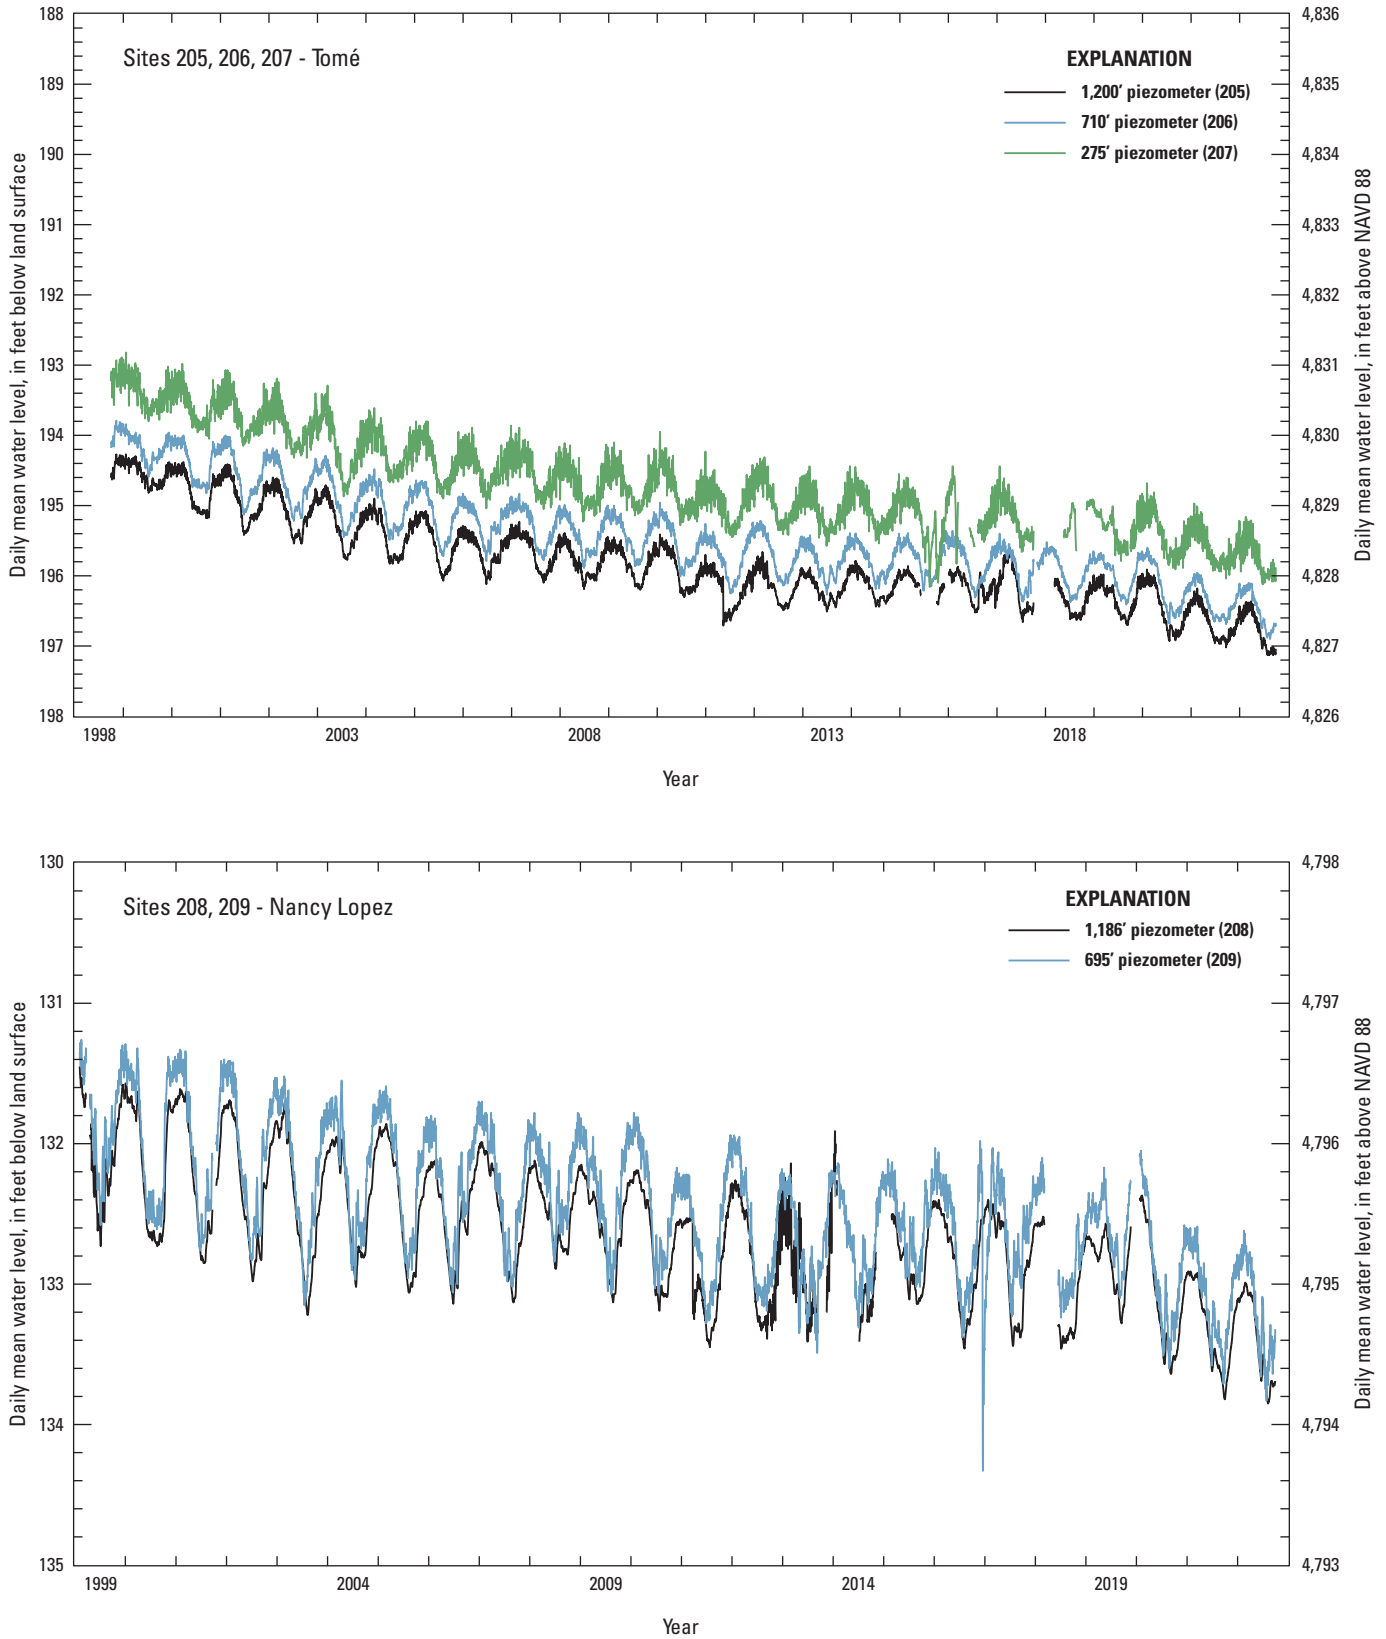 Sites 205, 206, 207 - Tomé
EXPLANATION
1,200’ piezometer (205)
710’ piezometer (206)
275’ piezometer (207)
Daily mean water level, in feet below land surface
188
189
190
191
192
193
194
195
196
197
198
4,836
4,835
4,834
4,833
4,832
4,831
4,830
4,829
4,828
4,827
4,826
Daily mean water level, in feet above NAVD 88
1998 2003 2008 2013 2018
Year
Sites 208, 209 - Nancy Lopez
EXPLANATION
1,186’ piezometer (208)
695’ piezometer (209)
Daily mean water level, in feet below land surface
130
131
132
133
134
135
4,798
4,797
4,796
4,795
4,794
4,793
Daily mean water level, in feet above NAVD 88
1999 2004 2009 2014 2019
Year